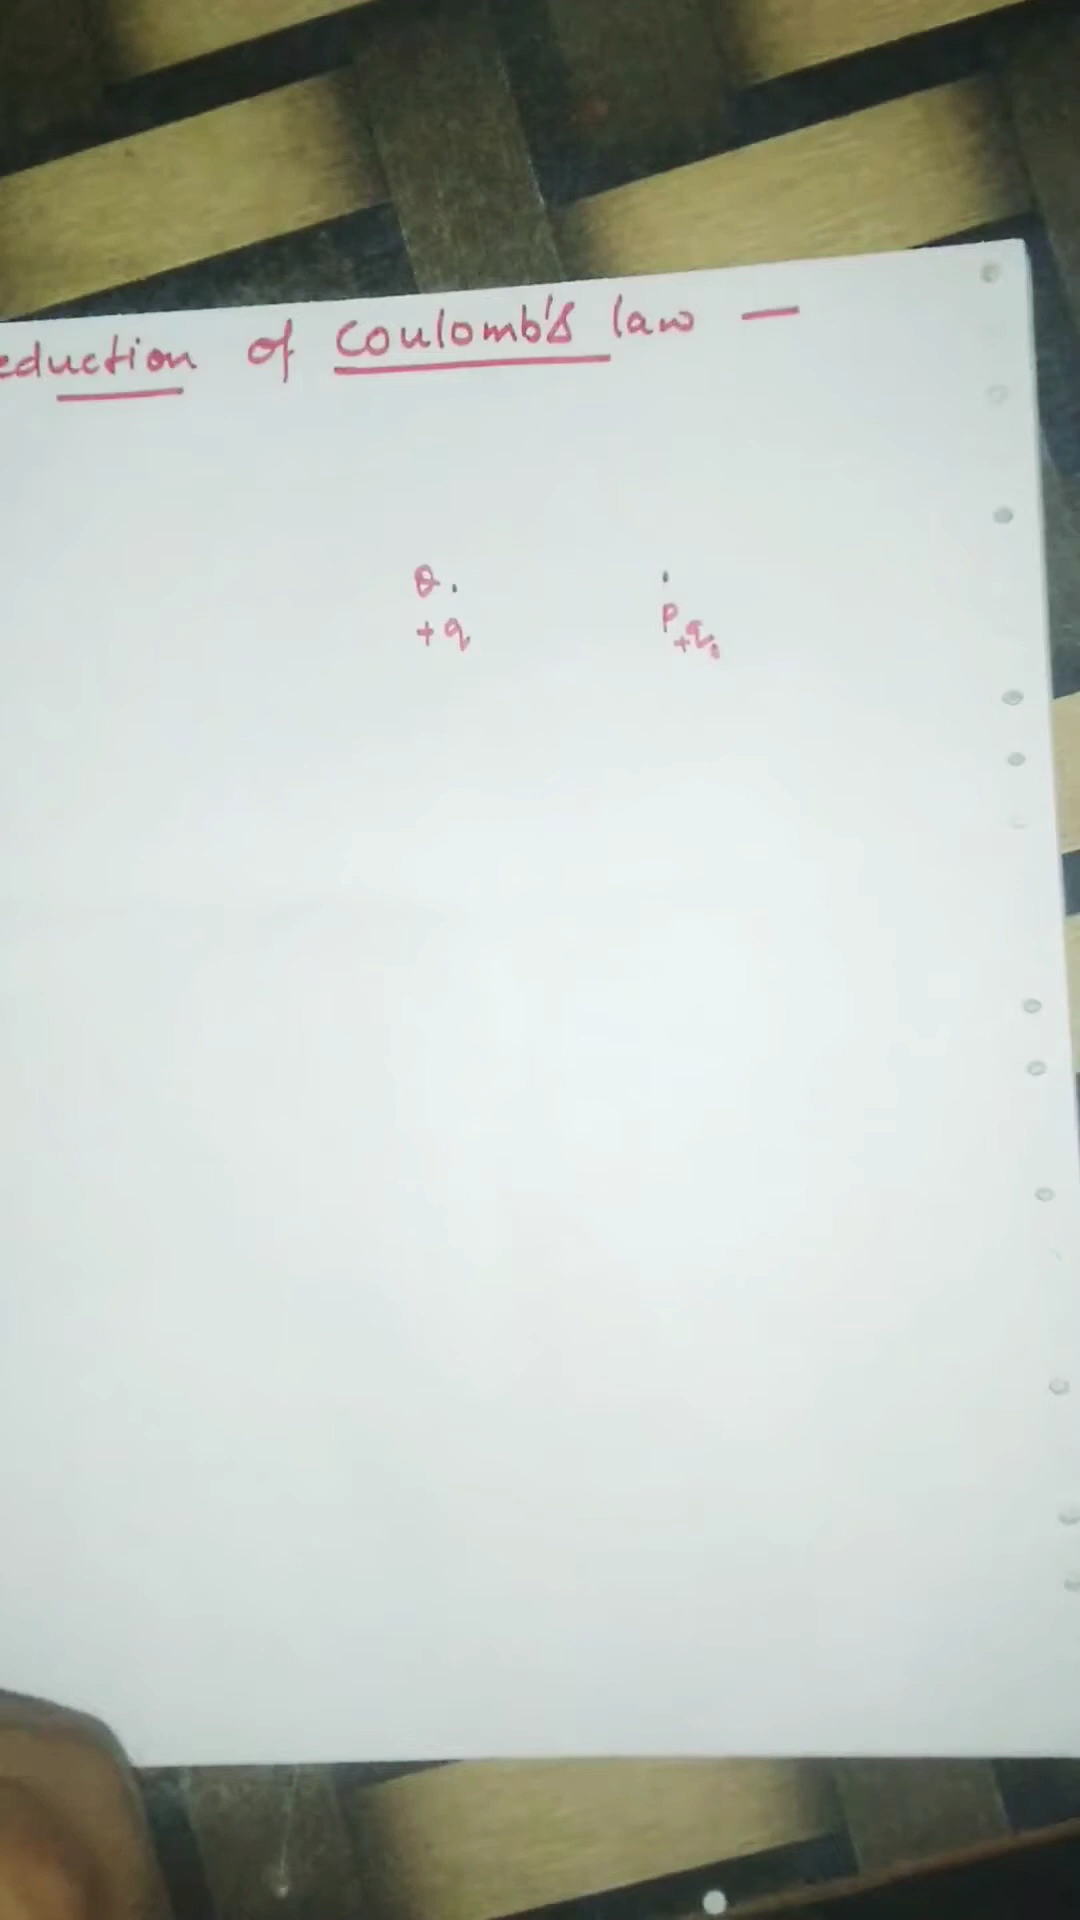 eduction of Coulomb's law —
Q. . 
+q P
+q₀